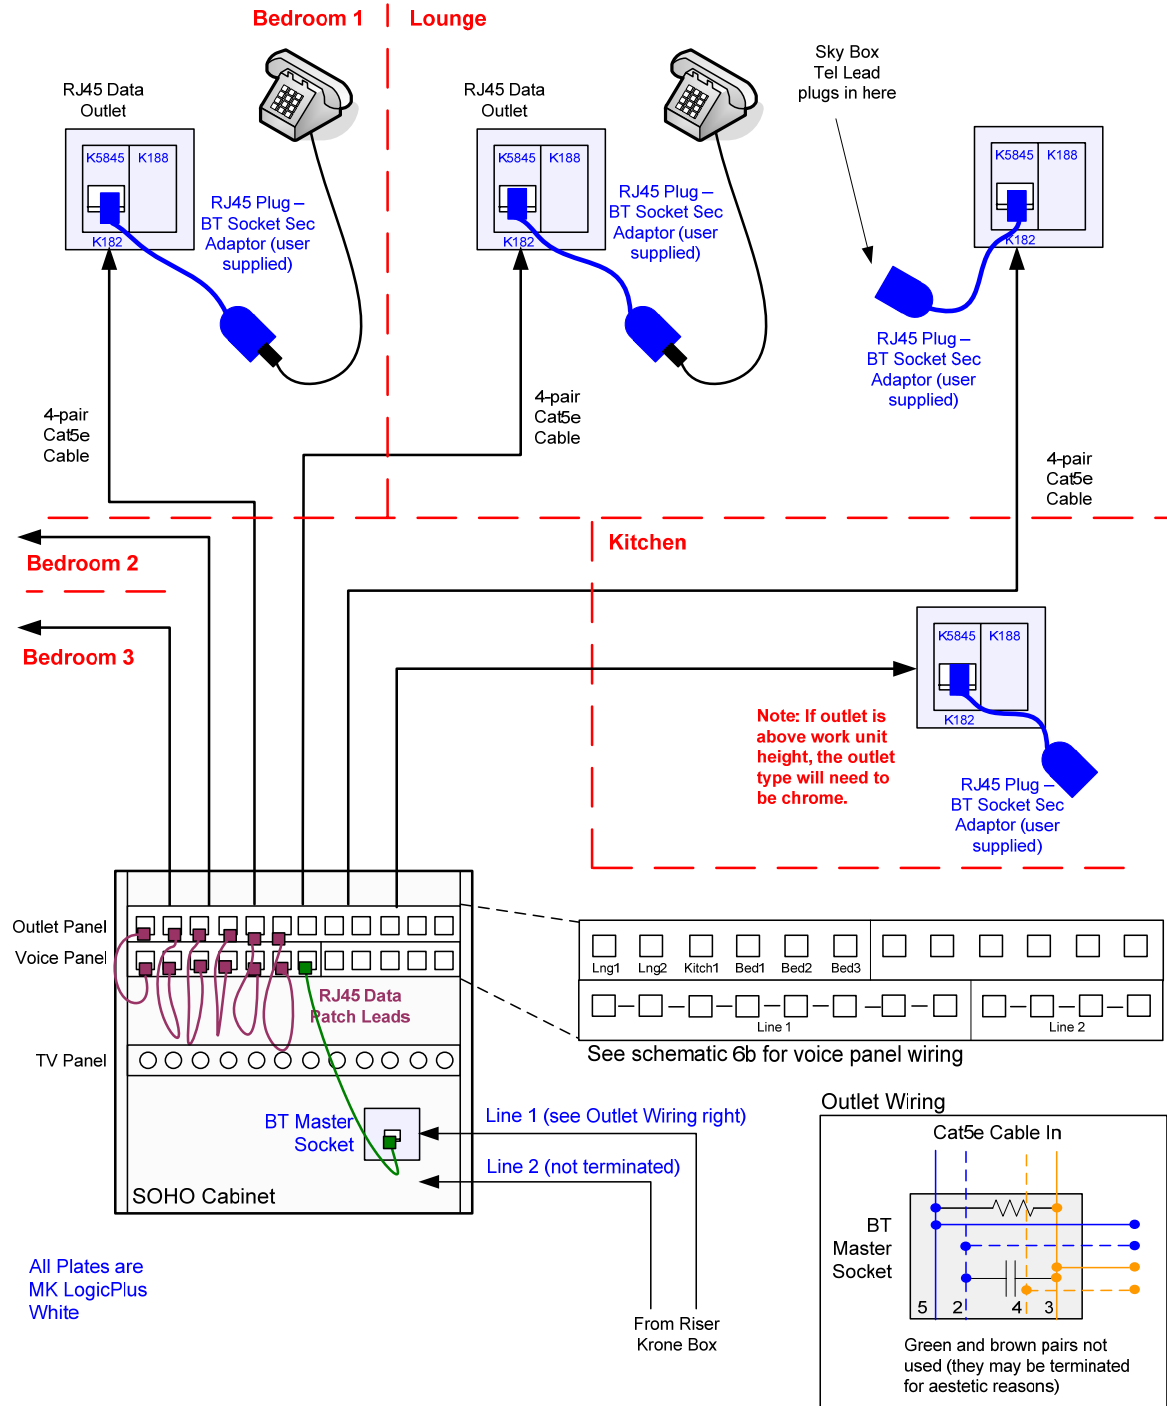 Bedroom 1
Lounge
RJ45 Data
Outlet
K5845
K188
K182
RJ45 Plug –
BT Socket Sec
Adaptor (user
supplied)
RJ45 Data
Outlet
K5845
K188
K182
RJ45 Plug –
BT Socket Sec
Adaptor (user
supplied)
Sky Box
Tel Lead
plugs in here
K5845
K188
K182
RJ45 Plug –
BT Socket Sec
Adaptor (user
supplied)
4-pair
Cat5e
Cable
4-pair
Cat5e
Cable
4-pair
Cat5e
Cable
Bedroom 2
Bedroom 3
Kitchen
K5845
K188
K182
Note: If outlet is
above work unit
height, the outlet
type will need to
be chrome.
RJ45 Plug –
BT Socket Sec
Adaptor (user
supplied)
Outlet Panel
Voice Panel
RJ45 Data
Patch Leads
TV Panel
BT Master
Socket
SOHO Cabinet
Lng1
Lng2
Kitch1
Bed1
Bed2
Bed3
Line 1
Line 2
See schematic 6b for voice panel wiring
Line 1 (see Outlet Wiring right)
Line 2 (not terminated)
From Riser
Krone Box
All Plates are
MK LogicPlus
White
Outlet Wiring
Cat5e Cable In
BT
Master
Socket
5
2
4
3
Green and brown pairs not
used (they may be terminated
for aestetic reasons)